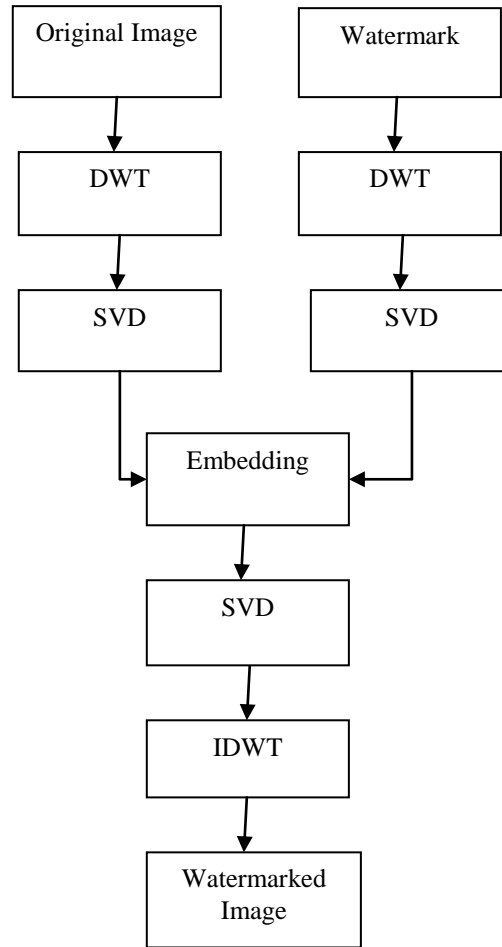 Original Image
Watermark
DWT
DWT
SVD
SVD
Embedding
SVD
IDWT
Watermarked
Image